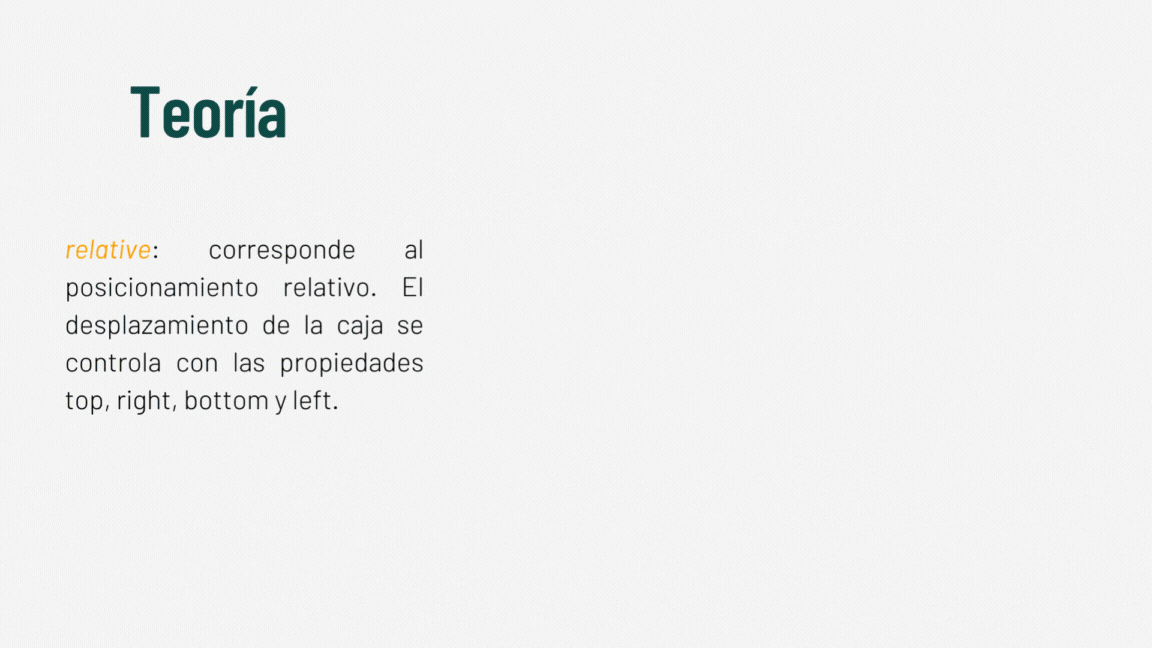 Teoría
relative: corresponde al
posicionamiento relativo. El
desplazamiento de la caja se
controla con las propiedades
top, right, bottom y left.